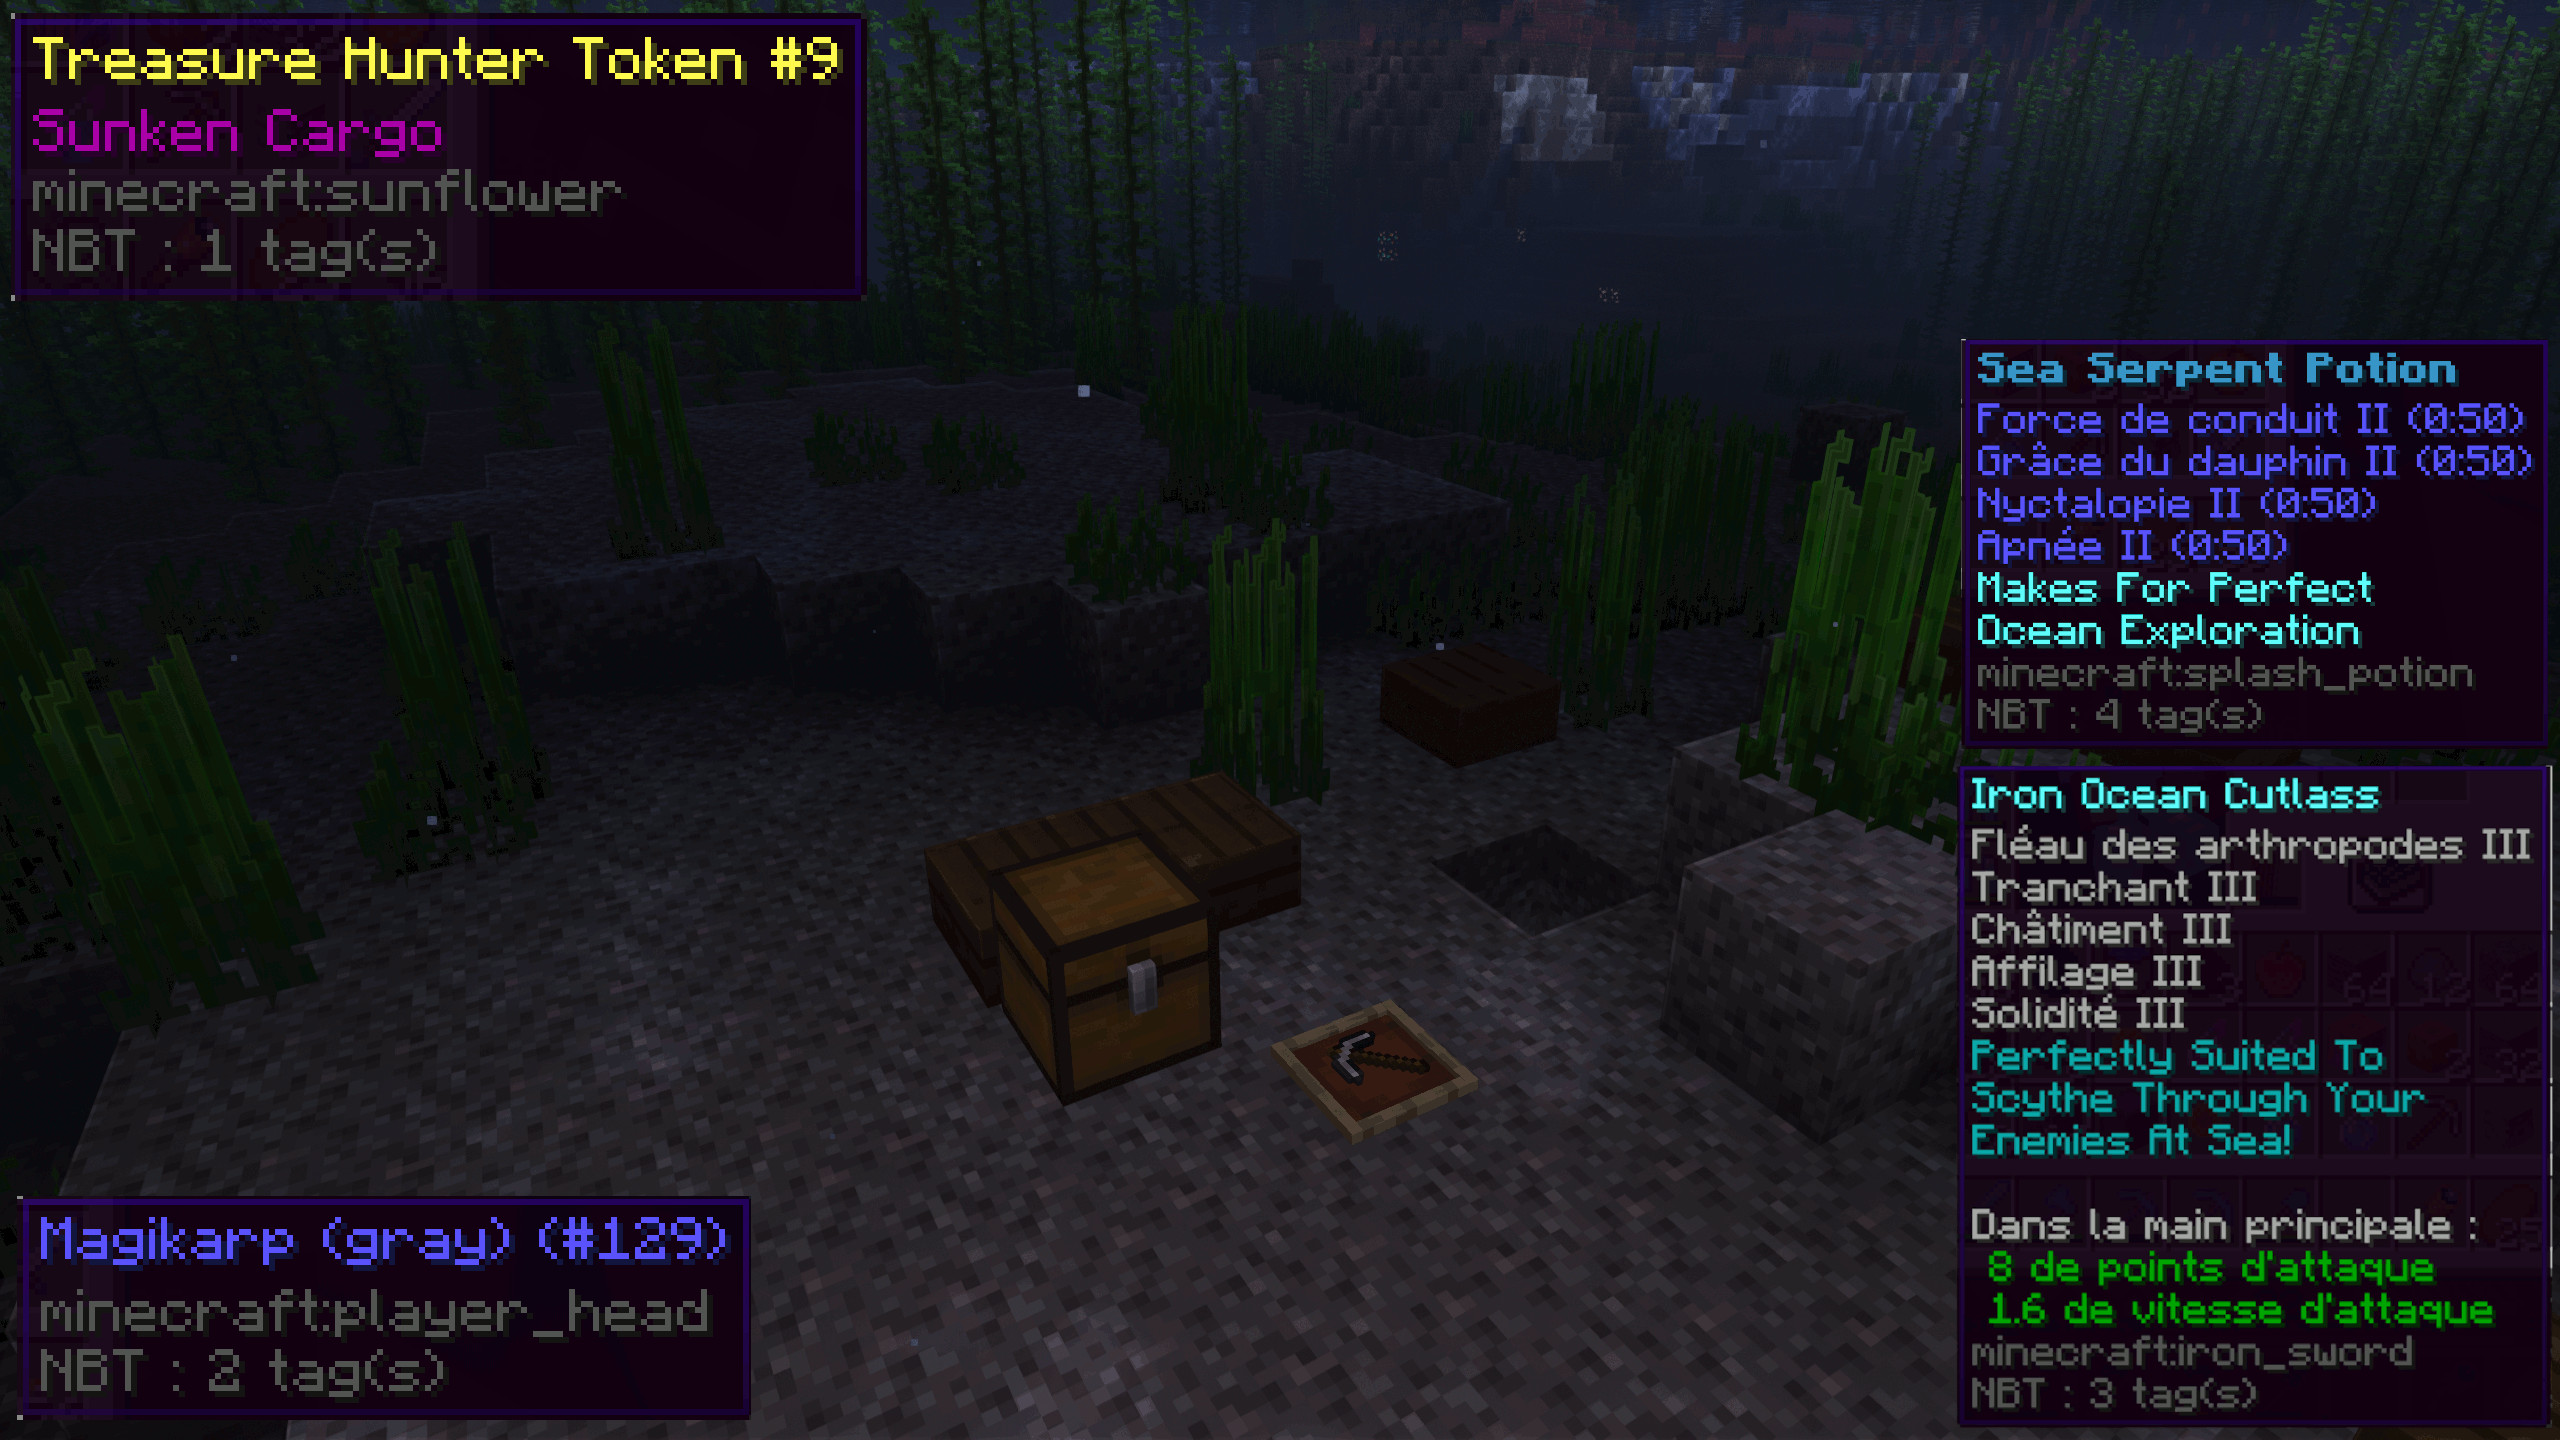 Treasure Hunter Token #9
Sunken Cargo
minecraft:sunflower
NBT : 1 tag(s)
Sea Serpent Potion
Force de conduit II (0:50)
Grâce du dauphin II (0:50)
Nyctalopie II (0:50)
Apnée II (0:50)
Makes For Perfect
Ocean Exploration
minecraft:splash_potion
NBT : 4 tag(s)
Iron Ocean Cutlass
Fléau des arthropodes III
Tranchant III
Châtiment III
Affilage III
Solidité III
Perfectly Suited To
Scythe Through Your
Enemies At Sea!
Dans la main principale :
8 de points d'attaque
1.6 de vitesse d'attaque
minecraft:iron_sword
NBT : 3 tag(s)
Magikarp (gray) (#129)
minecraft:player_head
NBT : 2 tag(s)